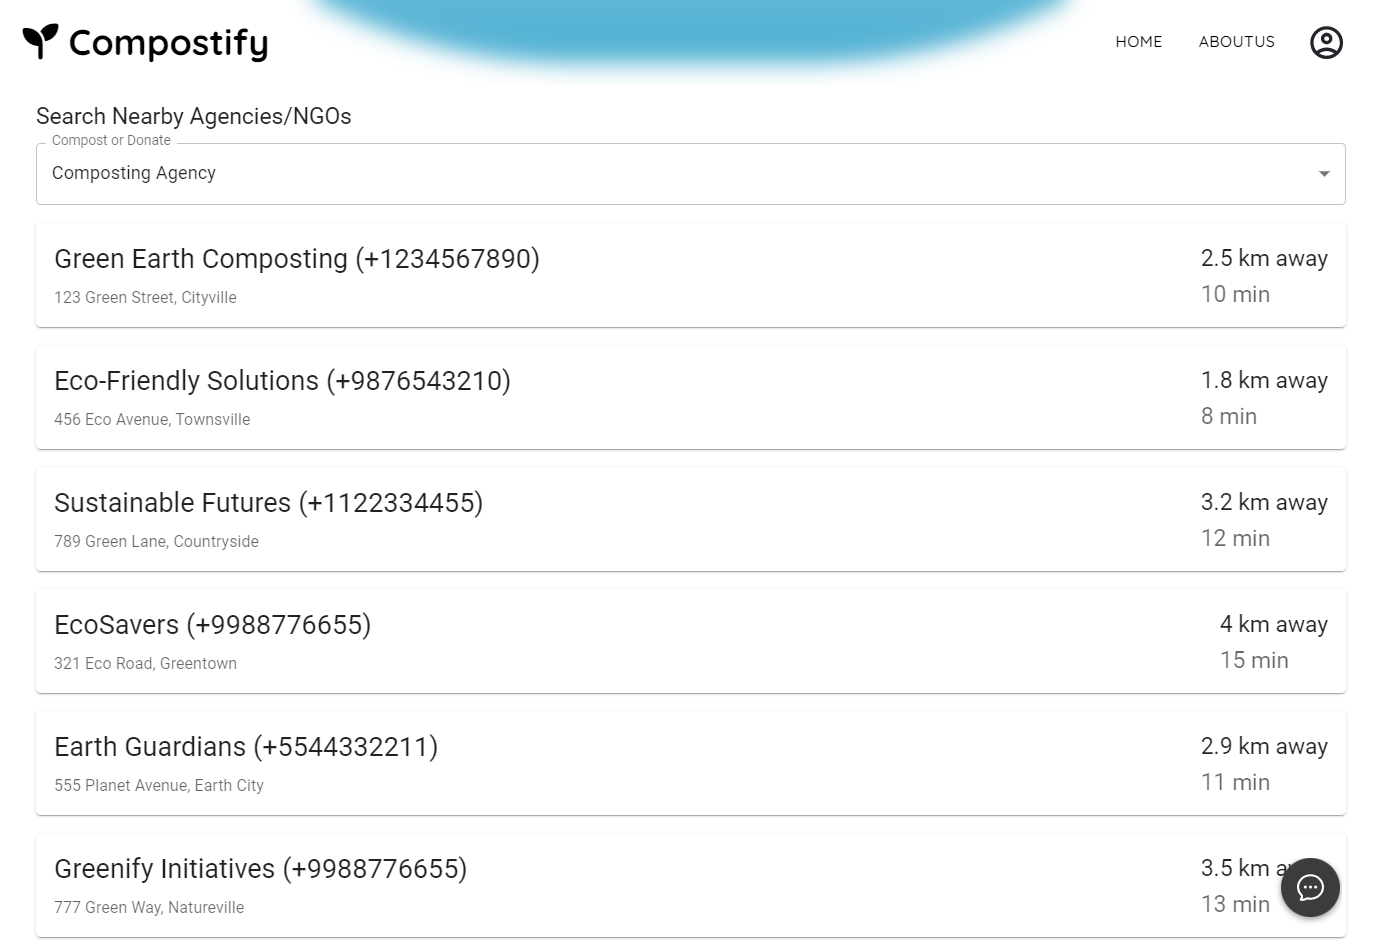 Compostify
HOME
ABOUTUS
Search Nearby Agencies/NGOs
Compost or Donate
Composting Agency
Green Earth Composting (+1234567890)
2.5 km away
123 Green Street, Cityville
10 min
Eco-Friendly Solutions (+9876543210)
1.8 km away
456 Eco Avenue, Townsville
8 min
Sustainable Futures (+1122334455)
3.2 km away
789 Green Lane, Countryside
12 min
EcoSavers (+9988776655)
4 km away
321 Eco Road, Greentown
15 min
Earth Guardians (+5544332211)
2.9 km away
555 Planet Avenue, Earth City
11 min
Greenify Initiatives (+9988776655)
3.5 km
777 Green Way, Natureville
13 min